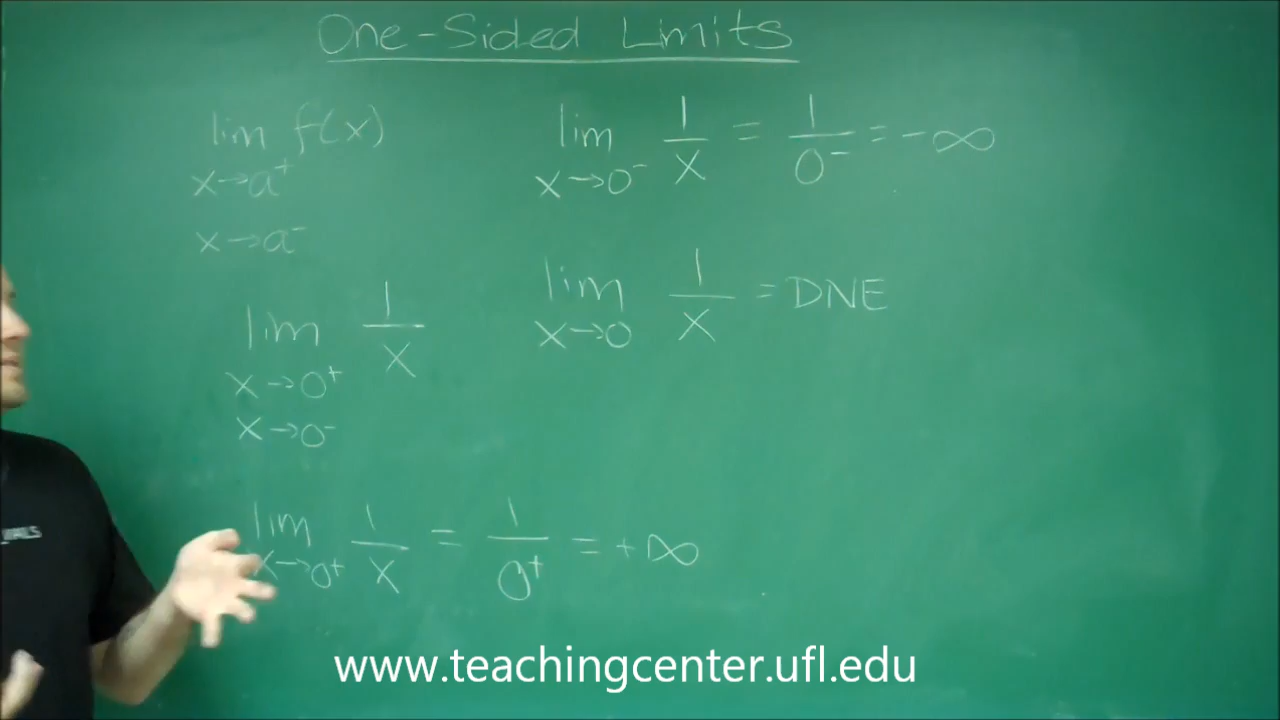 One-Sided Limits
lim f(x)
x→a⁺
x→a⁻
lim 1/x
x→0⁺
x→0⁻
lim 1/x = 1/0⁺ = +∞
x→0⁺
lim 1/x = 1/0⁻ = -∞
x→0⁻
lim 1/x = DNE
x→0
www.teachingcenter.ufl.edu